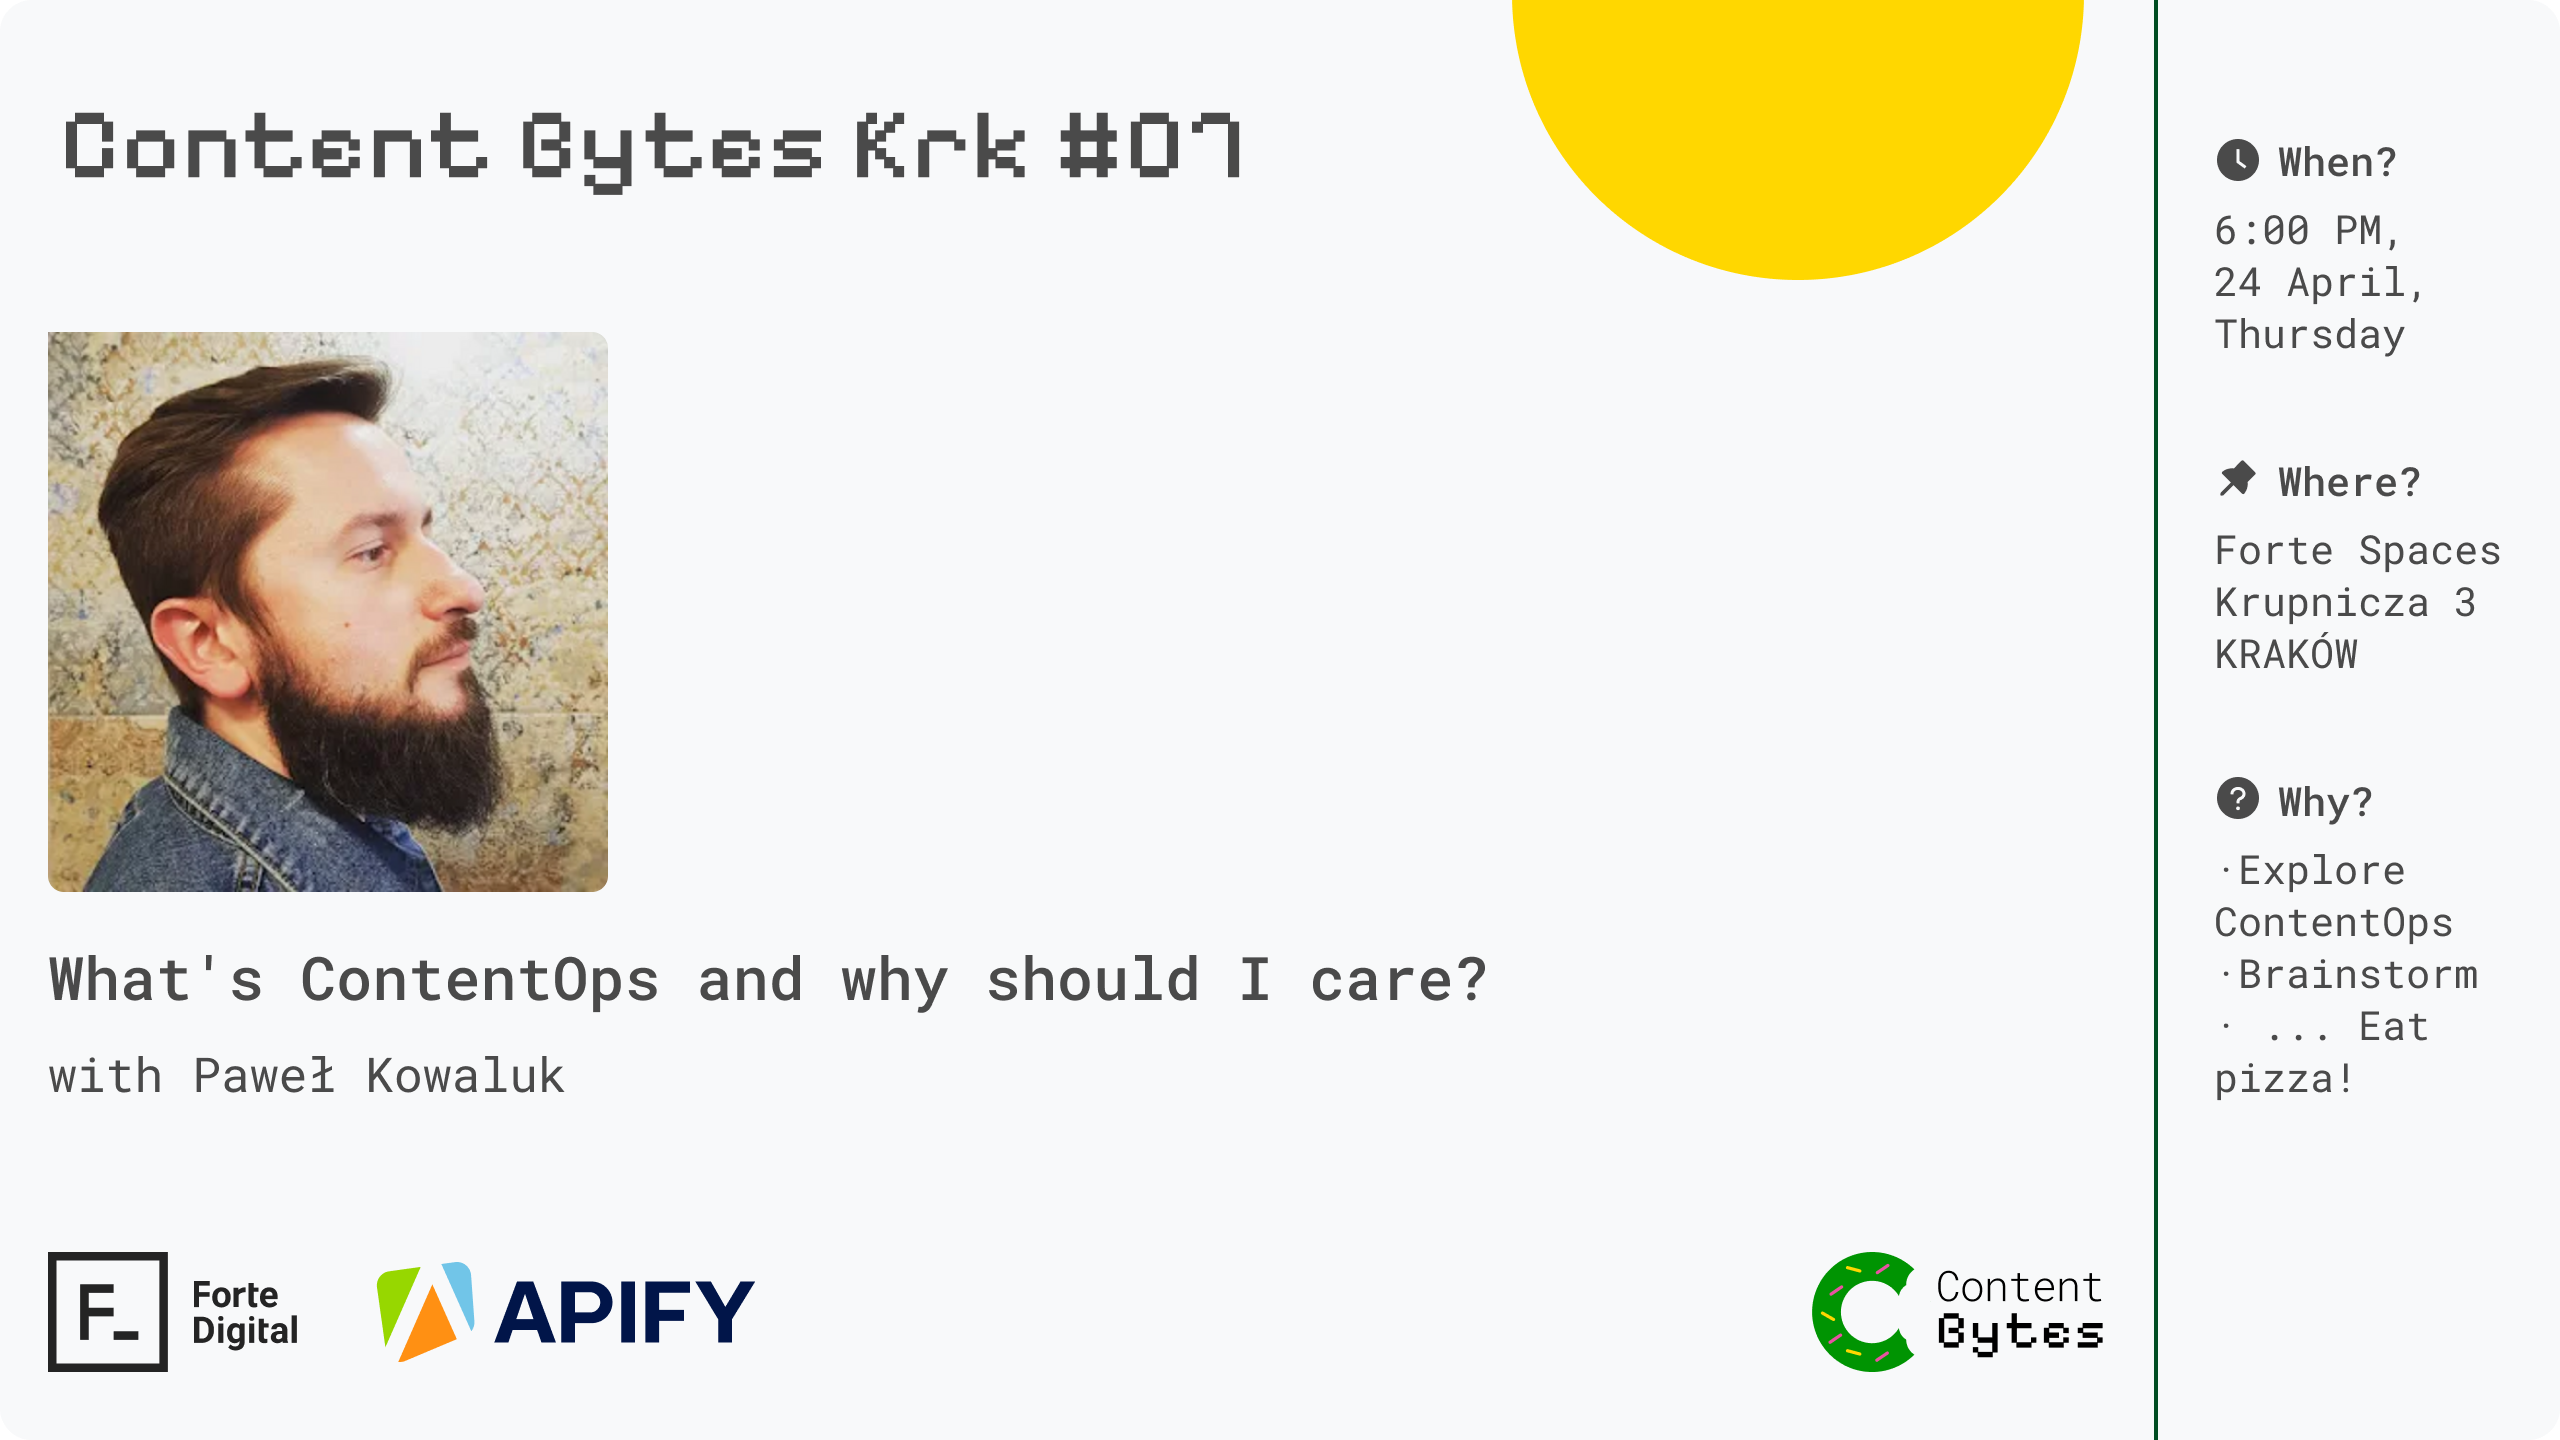 Content Bytes Krk #07
What's ContentOps and why should I care?
with Paweł Kowaluk
F_
Forte
Digital
APIFY
Content
Bytes
When?
6:00 PM,
24 April,
Thursday
Where?
Forte Spaces
Krupnicza 3
KRAKÓW
? Why?
·Explore
ContentOps
·Brainstorm
· ... Eat
pizza!